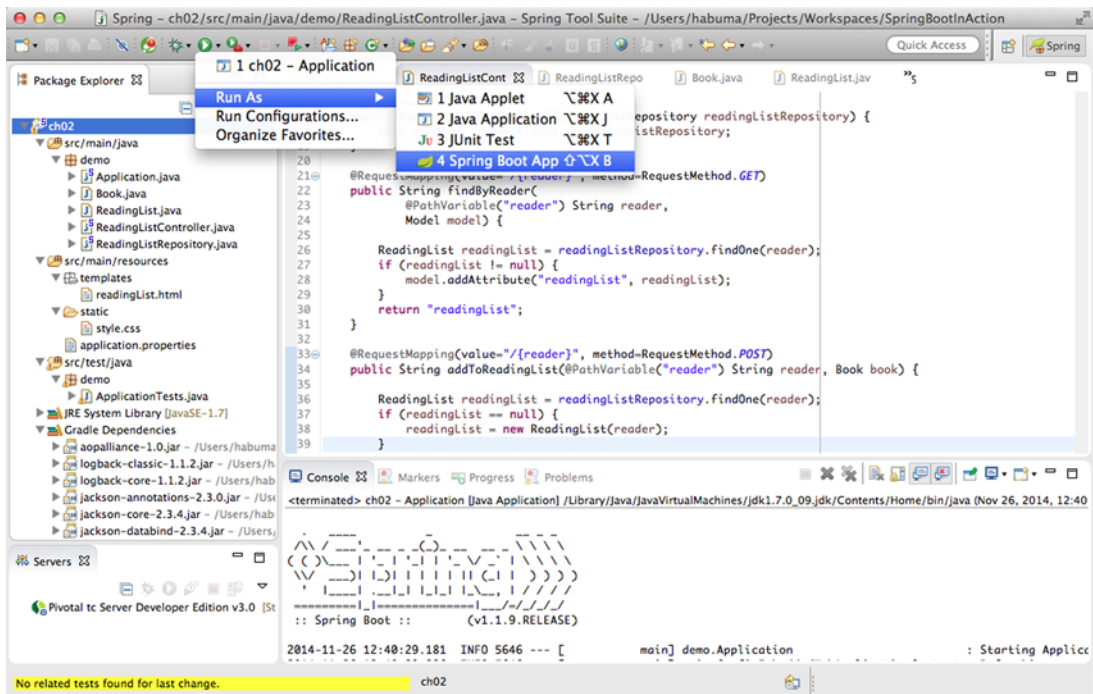 Spring – ch02/src/main/java/demo/ReadingListController.java – Spring Tool Suite – /Users/habuma/Projects/Workspaces/SpringBootInAction
Quick Access
Spring
1 ch02 – Application
Run As
Run Configurations...
Organize Favorites...
1 Java Applet ⌥⌘X A
2 Java Application ⌥⌘X J
Ju 3 JUnit Test ⌥⌘X T
4 Spring Boot App ⇧⌥X B
Package Explorer
ch02
src/main/java
demo
Application.java
Book.java
ReadingList.java
ReadingListController.java
ReadingListRepository.java
src/main/resources
templates
readingList.html
static
style.css
application.properties
src/test/java
demo
ApplicationTests.java
JRE System Library [JavaSE-1.7]
Gradle Dependencies
aopalliance-1.0.jar – /Users/habuma
logback-classic-1.1.2.jar – /Users/h
logback-core-1.1.2.jar – /Users/hab
jackson-annotations-2.3.0.jar – /Use
jackson-core-2.3.4.jar – /Users/hab
jackson-databind-2.3.4.jar – /Users/
Servers
Pivotal tc Server Developer Edition v3.0 [St
ReadingListCont
ReadingListRepo
Book.java
ReadingList.jav
»5
epository readingListRepository) {
istRepository;
20
21 @RequestMapping(value="/{reader}", method=RequestMethod.GET)
22 public String findByReader(
23 @PathVariable("reader") String reader,
24 Model model) {
25
26 ReadingList readingList = readingListRepository.findOne(reader);
27 if (readingList != null) {
28 model.addAttribute("readingList", readingList);
29 }
30 return "readingList";
31 }
32
33 @RequestMapping(value="/{reader}", method=RequestMethod.POST)
34 public String addToReadingList(@PathVariable("reader") String reader, Book book) {
35
36 ReadingList readingList = readingListRepository.findOne(reader);
37 if (readingList == null) {
38 readingList = new ReadingList(reader);
39 }
Console
Markers
Progress
Problems
<terminated> ch02 – Application [Java Application] /Library/Java/JavaVirtualMachines/jdk1.7.0_09.jdk/Contents/Home/bin/java (Nov 26, 2014, 12:40
:: Spring Boot :: (v1.1.9.RELEASE)
2014-11-26 12:40:29.181 INFO 5646 --- [ main] demo.Application : Starting Applicc
No related tests found for last change.
ch02